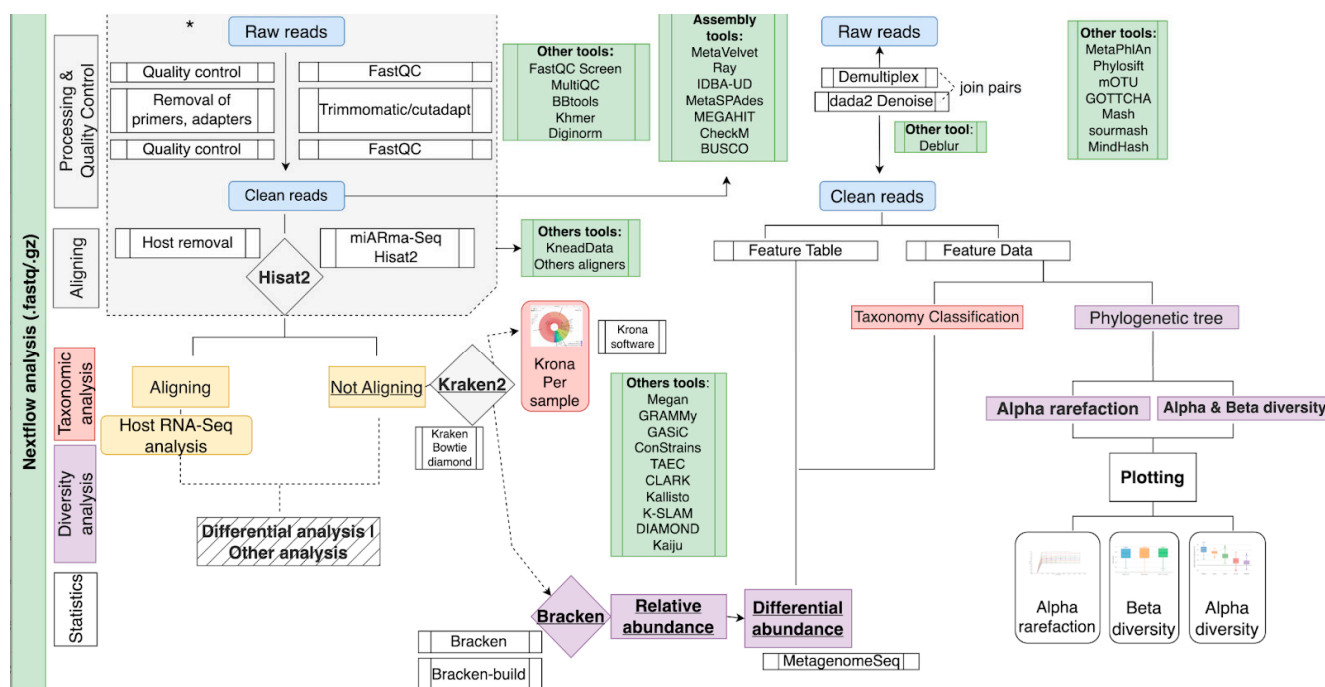 Nextflow analysis (.fastq/.gz)
Processing &
Quality Control
Aligning
Taxonomic
analysis
Diversity
analysis
Statistics
*
Raw reads
Quality control
FastQC
Removal of
primers, adapters
Trimmomatic/cutadapt
Quality control
FastQC
Clean reads
Host removal
miARma-Seq
Hisat2
Hisat2
Other tools:
FastQC Screen
MultiQC
BBtools
Khmer
Diginorm
Assembly
tools:
MetaVelvet
Ray
IDBA-UD
MetaSPAdes
MEGAHIT
CheckM
BUSCO
Others tools:
KneadData
Others aligners
Aligning
Host RNA-Seq
analysis
Not Aligning
Kraken2
Kraken
Bowtie
diamond
Krona
Per
sample
Krona
software
Others tools:
Megan
GRAMMy
GASiC
ConStrains
TAEC
CLARK
Kallisto
K-SLAM
DIAMOND
Kaiju
Differential analysis I
Other analysis
Bracken
Bracken
Bracken-build
Relative
abundance
Differential
abundance
MetagenomeSeq
Raw reads
Demultiplex
dada2 Denoise
join pairs
Other tool:
Deblur
Clean reads
Other tools:
MetaPhlAn
Phylosift
mOTU
GOTTCHA
Mash
sourmash
MindHash
Feature Table
Feature Data
Taxonomy Classification
Phylogenetic tree
Alpha rarefaction
Alpha & Beta diversity
Plotting
Alpha
rarefaction
Beta
diversity
Alpha
diversity